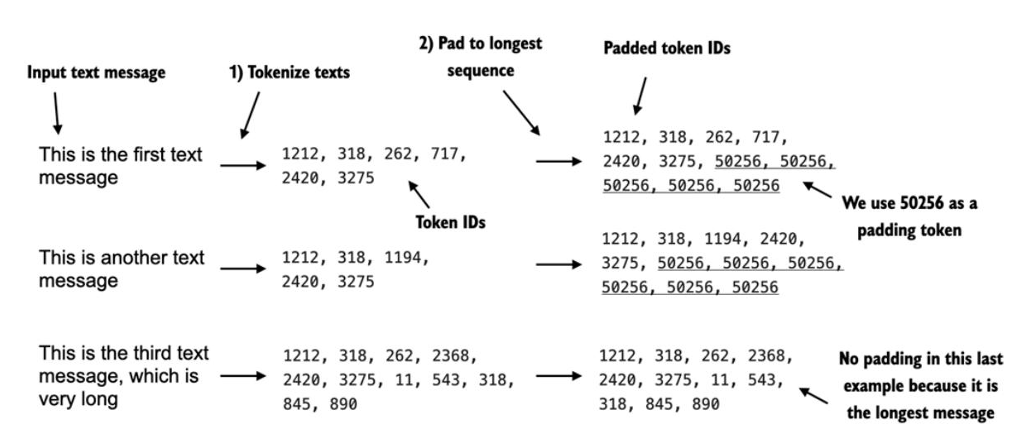 Input text message
1) Tokenize texts
2) Pad to longest
sequence
Padded token IDs
This is the first text
message
1212, 318, 262, 717,
2420, 3275
Token IDs
1212, 318, 262, 717,
2420, 3275, 50256, 50256,
50256, 50256, 50256
We use 50256 as a
padding token
This is another text
message
1212, 318, 1194,
2420, 3275
1212, 318, 1194, 2420,
3275, 50256, 50256, 50256,
50256, 50256, 50256
This is the third text
message, which is
very long
1212, 318, 262, 2368,
2420, 3275, 11, 543, 318,
845, 890
1212, 318, 262, 2368,
2420, 3275, 11, 543,
318, 845, 890
No padding in this last
example because it is
the longest message